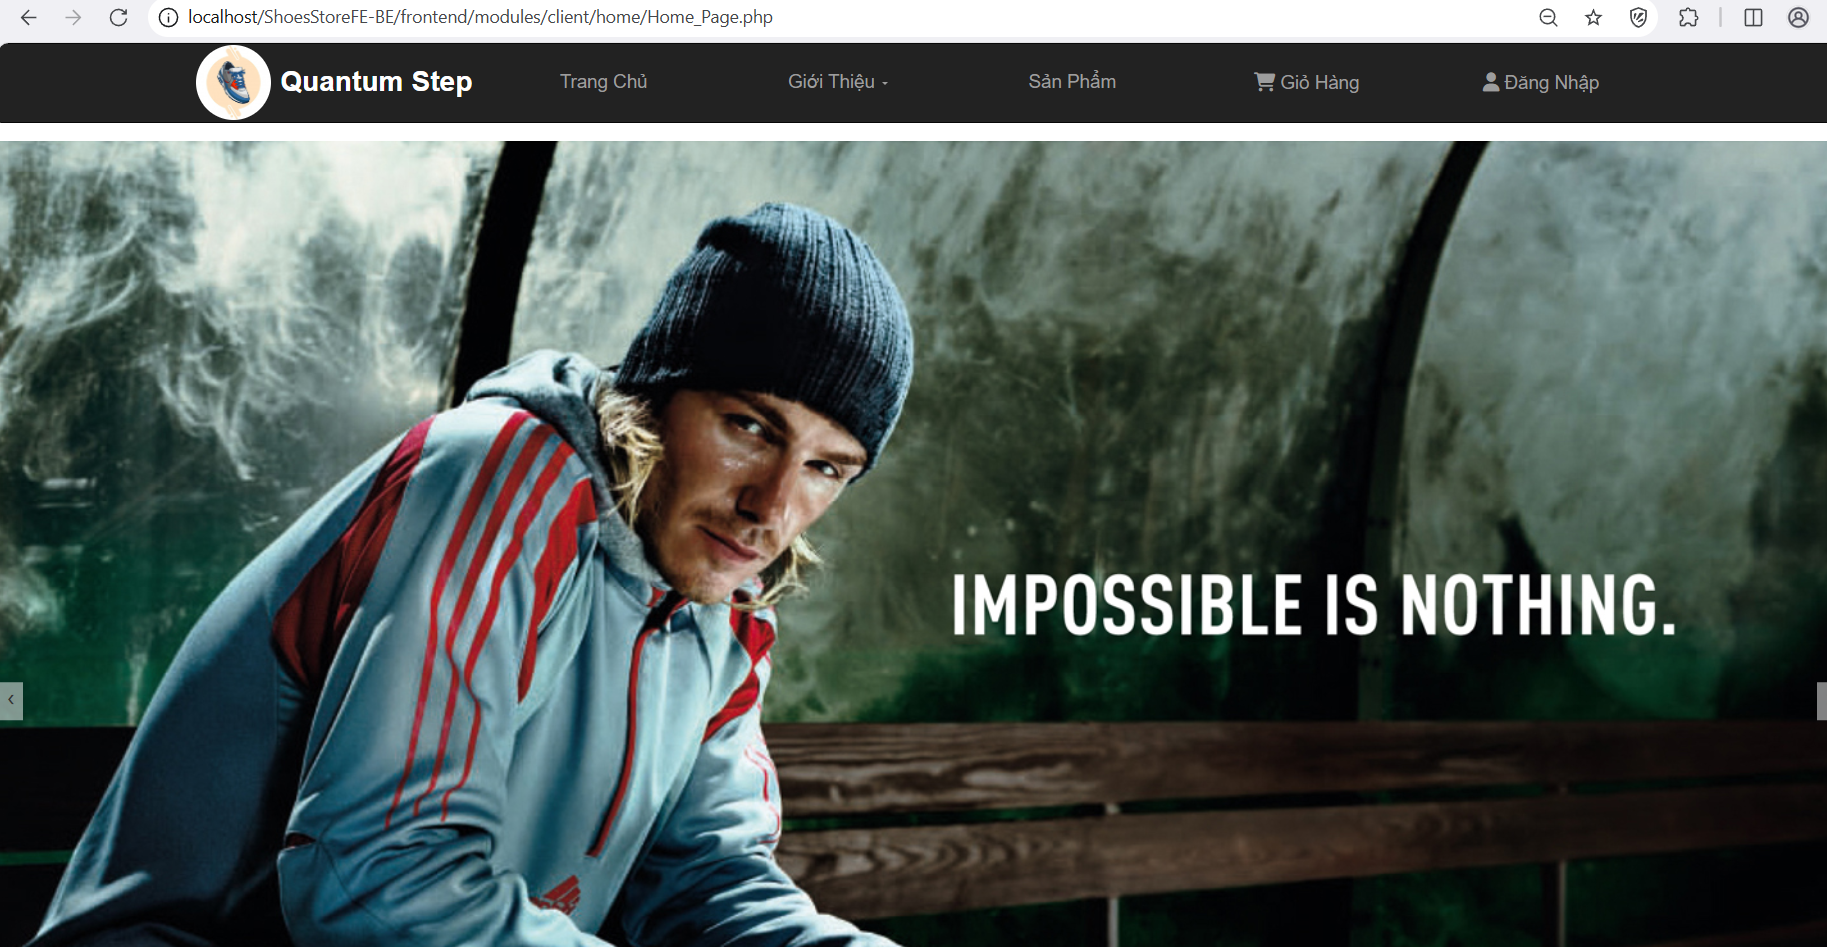 localhost/ShoesStoreFE-BE/frontend/modules/client/home/Home_Page.php
Quantum Step
Trang Chủ
Giới Thiệu
Sản Phẩm
Giỏ Hàng
Đăng Nhập
IMPOSSIBLE IS NOTHING.